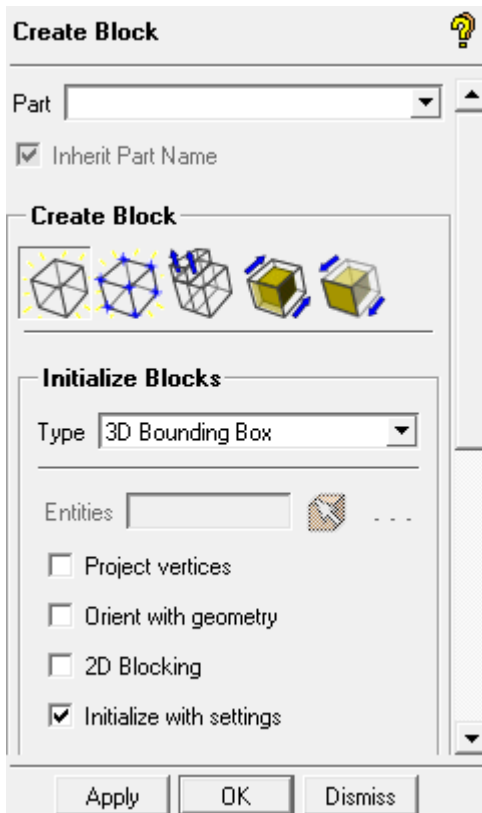 Create Block
Part
Inherit Part Name
Create Block
Initialize Blocks
Type 3D Bounding Box
Entities . . .
Project vertices
Orient with geometry
2D Blocking
Initialize with settings
Apply OK Dismiss